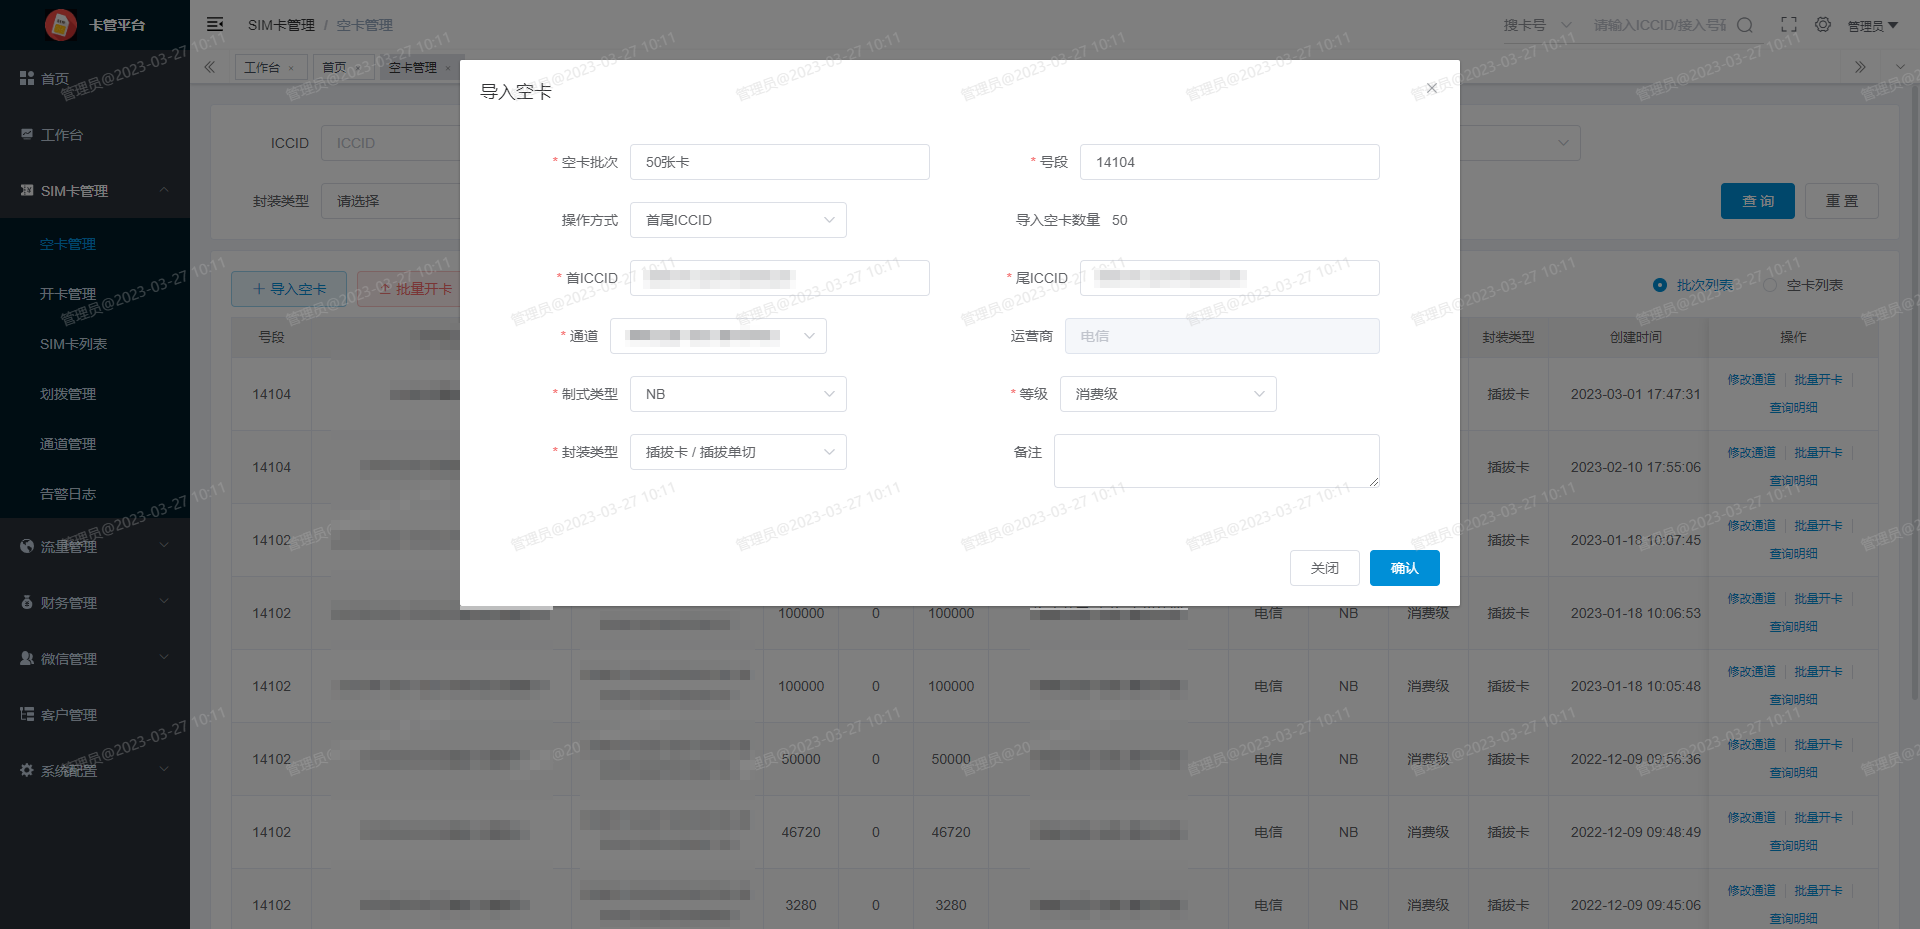 卡管平台
SIM卡管理 / 空卡管理
搜卡号
请输入ICCID/接入号码
管理员
工作台 ×
首页 ×
空卡管理 ×
首页
工作台
SIM卡管理
空卡管理
开卡管理
SIM卡列表
划拨管理
通道管理
告警日志
流量管理
财务管理
微信管理
客户管理
系统配置
ICCID
ICCID
封装类型
请选择
查 询
重 置
+ 导入空卡
批量开卡
批次列表
空卡列表
导入空卡
* 空卡批次 50张卡
* 号段 14104
操作方式 首尾ICCID
导入空卡数量 50
* 首ICCID
* 尾ICCID
* 通道
运营商 电信
* 制式类型 NB
* 等级 消费级
* 封装类型 插拔卡 / 插拔单切
备注
关闭
确认
号段 封装类型 创建时间 操作
14104 插拔卡 2023-03-01 17:47:31 修改通道 批量开卡
查询明细
14104 插拔卡 2023-02-10 17:55:06 修改通道 批量开卡
查询明细
14102 插拔卡 2023-01-18 10:07:45 修改通道 批量开卡
查询明细
14102 100000 0 100000 电信 NB 消费级 插拔卡 2023-01-18 10:06:53 修改通道 批量开卡
查询明细
14102 100000 0 100000 电信 NB 消费级 插拔卡 2023-01-18 10:05:48 修改通道 批量开卡
查询明细
14102 50000 0 50000 电信 NB 消费级 插拔卡 2022-12-09 09:56:36 修改通道 批量开卡
查询明细
14102 46720 0 46720 电信 NB 消费级 插拔卡 2022-12-09 09:48:49 修改通道 批量开卡
查询明细
14102 3280 0 3280 电信 NB 消费级 插拔卡 2022-12-09 09:45:06 修改通道 批量开卡
查询明细
管理员@2023-03-27 10:11